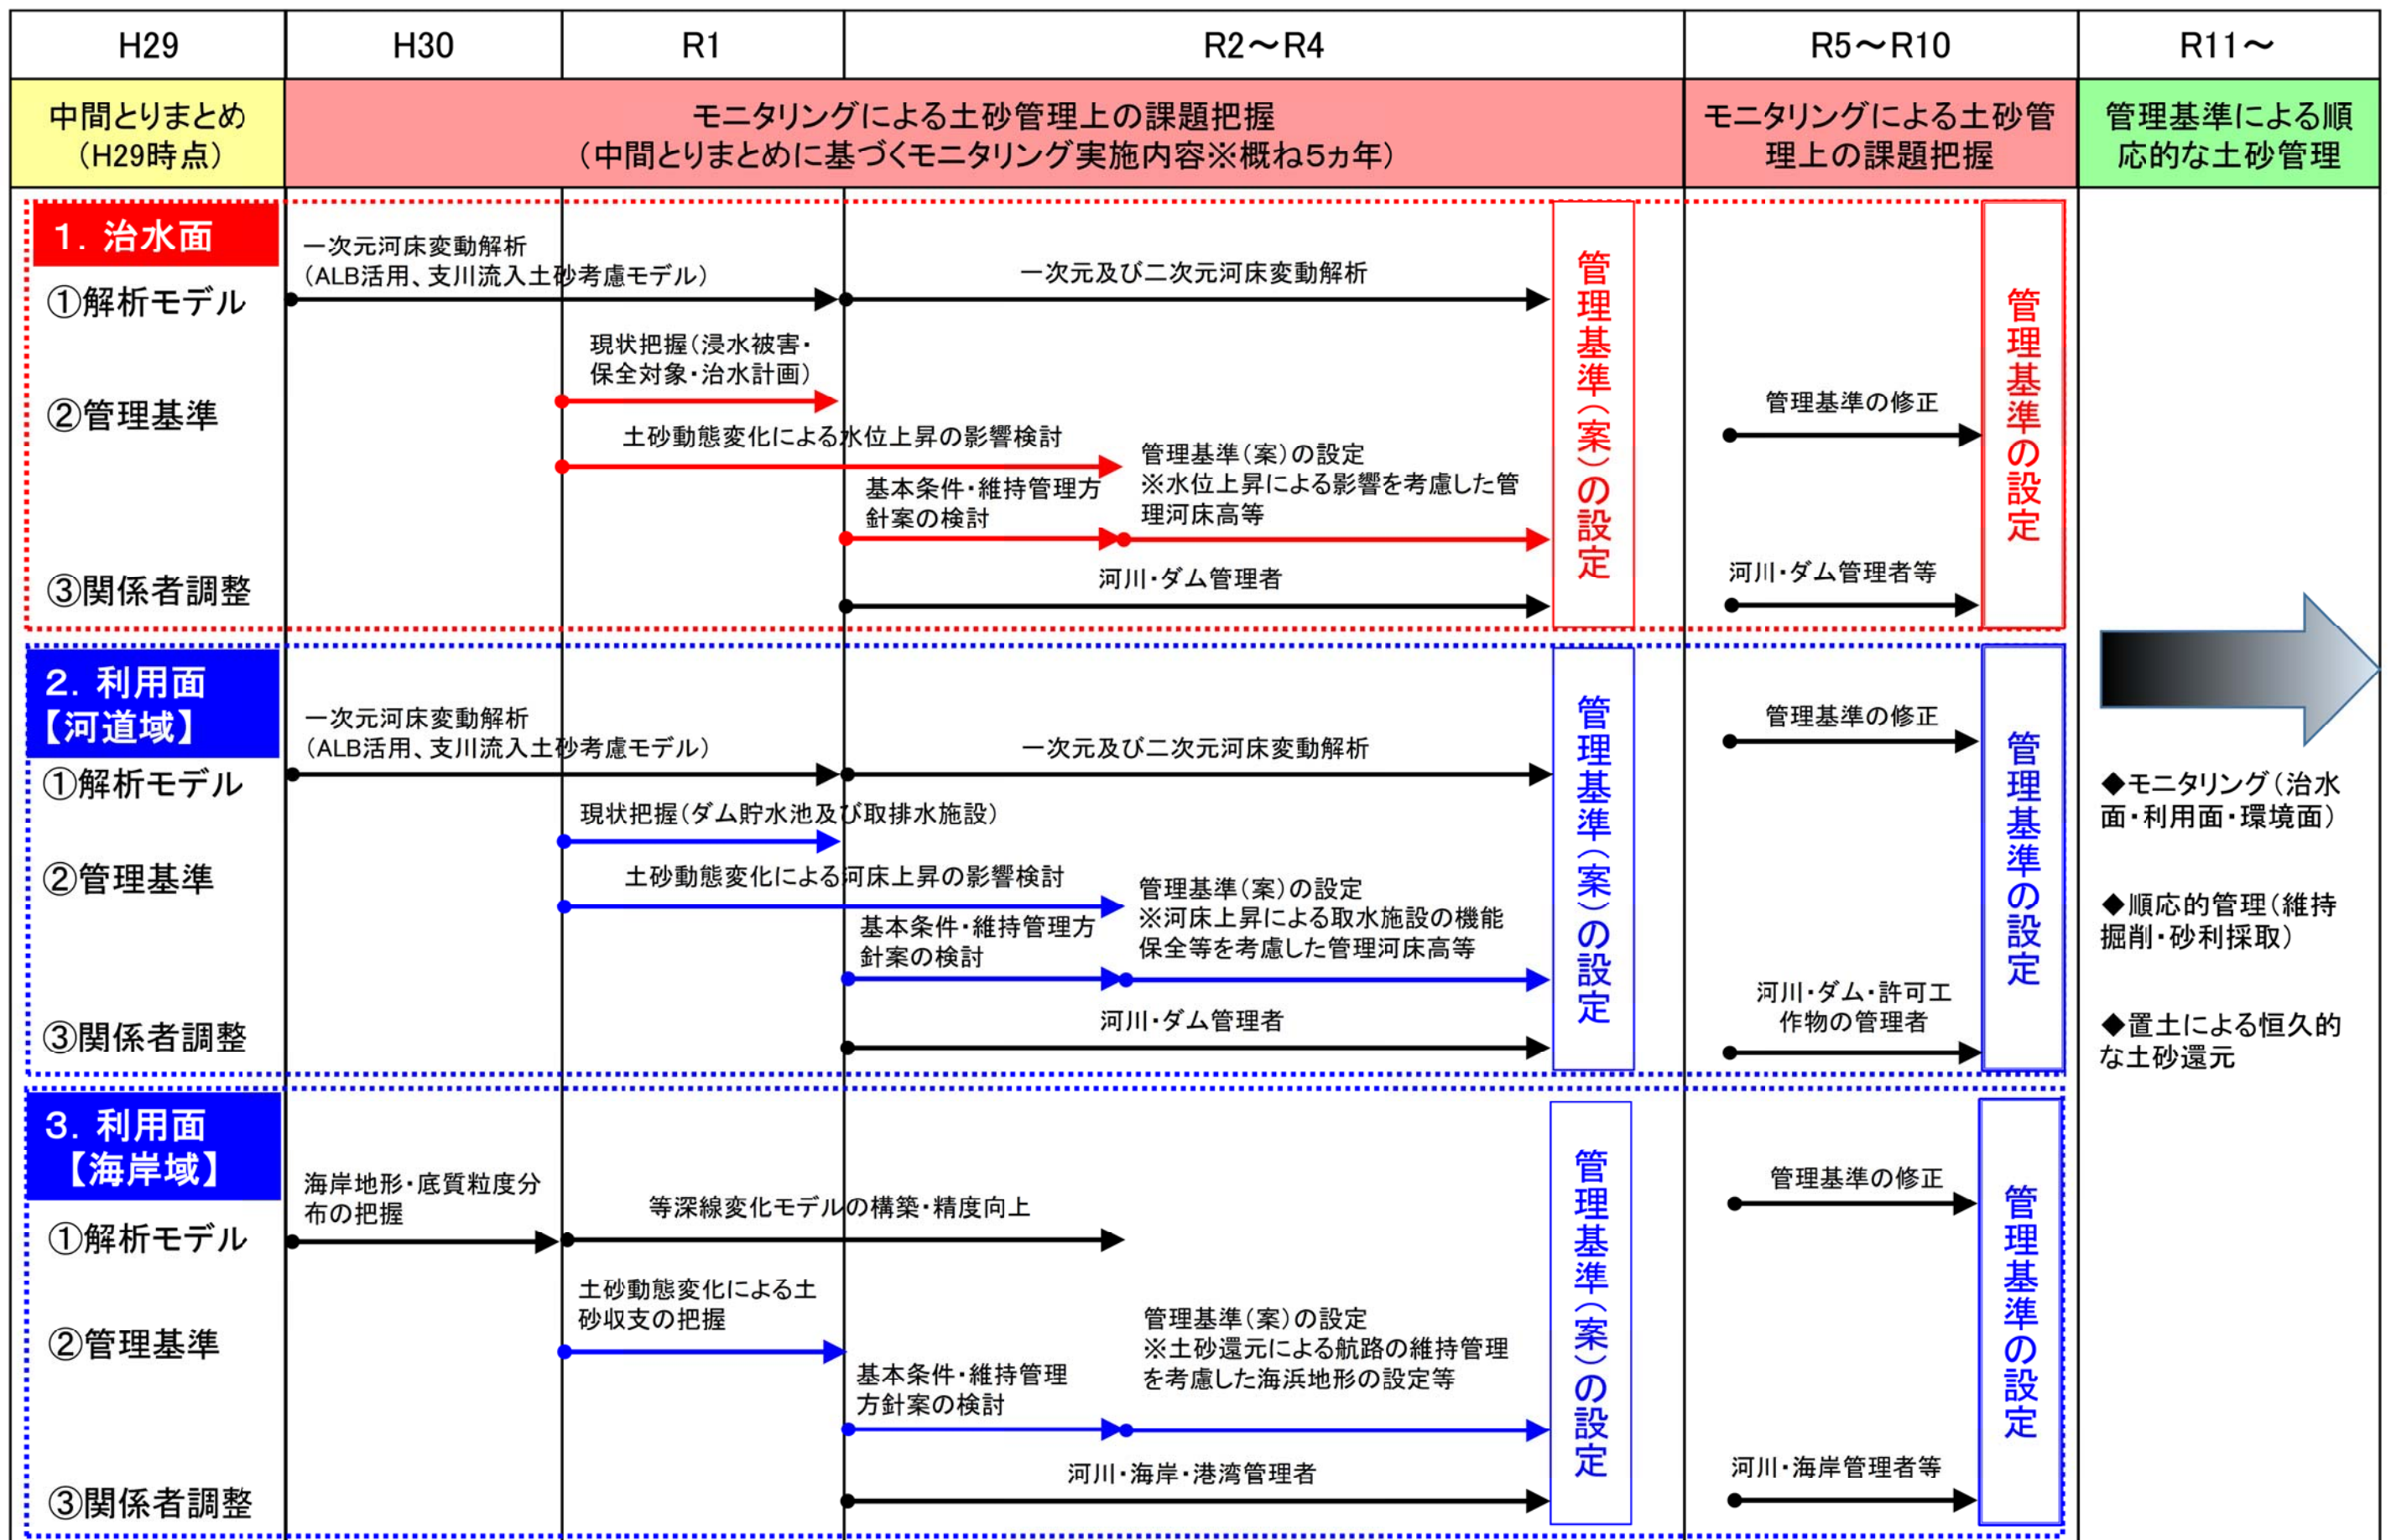 H29
H30
R1
R2～R4
R5～R10
R11～
中間とりまとめ
（H29時点）
モニタリングによる土砂管理上の課題把握
（中間とりまとめに基づくモニタリング実施内容※概ね5ヵ年）
モニタリングによる土砂管
理上の課題把握
管理基準による順
応的な土砂管理
1．治水面
①解析モデル
一次元河床変動解析
（ALB活用、支川流入土砂考慮モデル）
一次元及び二次元河床変動解析
②管理基準
現状把握（浸水被害・
保全対象・治水計画）
土砂動態変化による水位上昇の影響検討
基本条件・維持管理方
針案の検討
管理基準（案）の設定
※水位上昇による影響を考慮した管
理河床高等
管理基準の修正
③関係者調整
河川・ダム管理者
河川・ダム管理者等
管理基準（案）の設定
管理基準の設定
2．利用面
【河道域】
①解析モデル
一次元河床変動解析
（ALB活用、支川流入土砂考慮モデル）
一次元及び二次元河床変動解析
管理基準の修正
②管理基準
現状把握（ダム貯水池及び取排水施設）
土砂動態変化による河床上昇の影響検討
基本条件・維持管理方
針案の検討
管理基準（案）の設定
※河床上昇による取水施設の機能
保全等を考慮した管理河床高等
③関係者調整
河川・ダム管理者
河川・ダム・許可工
作物の管理者
管理基準（案）の設定
管理基準の設定
3．利用面
【海岸域】
①解析モデル
海岸地形・底質粒度分
布の把握
等深線変化モデルの構築・精度向上
管理基準の修正
②管理基準
土砂動態変化による土
砂収支の把握
基本条件・維持管理
方針案の検討
管理基準（案）の設定
※土砂還元による航路の維持管理
を考慮した海浜地形の設定等
③関係者調整
河川・海岸・港湾管理者
河川・海岸管理者等
管理基準（案）の設定
管理基準の設定
◆モニタリング（治水
面・利用面・環境面）
◆順応的管理（維持
掘削・砂利採取）
◆置土による恒久的
な土砂還元